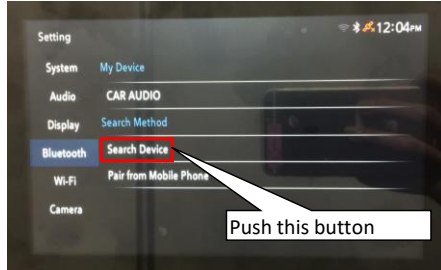 Setting
12:04PM
System
My Device
Audio
CAR AUDIO
Display
Search Method
Bluetooth
Search Device
Wi-Fi
Pair from Mobile Phone
Camera
Push this button